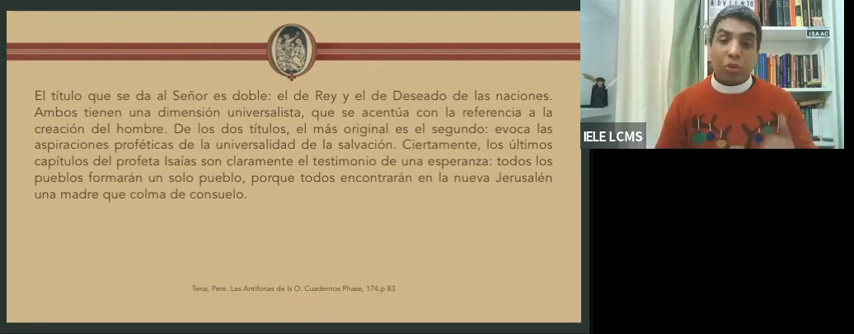 El título que se da al Señor es doble: el de Rey y el de Deseado de las naciones.
Ambos tienen una dimensión universalista, que se acentúa con la referencia a la
creación del hombre. De los dos títulos, el más original es el segundo: evoca las
aspiraciones proféticas de la universalidad de la salvación. Ciertamente, los últimos
capítulos del profeta Isaías son claramente el testimonio de una esperanza: todos los
pueblos formarán un solo pueblo, porque todos encontrarán en la nueva Jerusalén
una madre que colma de consuelo.
Tena, Pere. Las Antifonas de ls O. Cuadernos Phase, 174.p 83
ADVIENTO
ISAAC
IELE LCMS